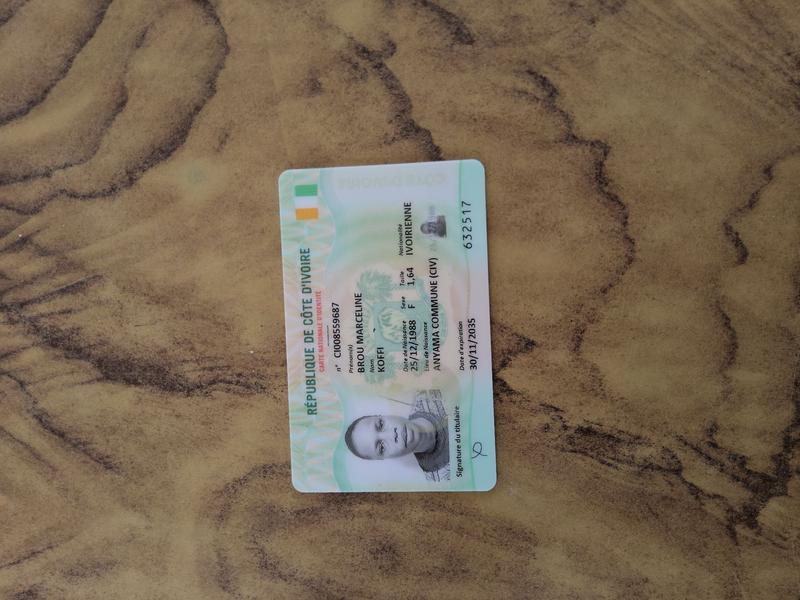 RÉPUBLIQUE DE CÔTE D'IVOIRE
CARTE NATIONALE D'IDENTITÉ
n° CI008559687
Prénom(s)
BROU MARCELINE
Nom
KOFFI
Date de Naissance Sexe Taille Nationalité
25/12/1988 F 1,64 IVOIRIENNE
Lieu de Naissance
ANYAMA COMMUNE (CIV)
Date d'expiration
30/11/2035
Signature du titulaire
632517
CÔTE D'IVOIRE